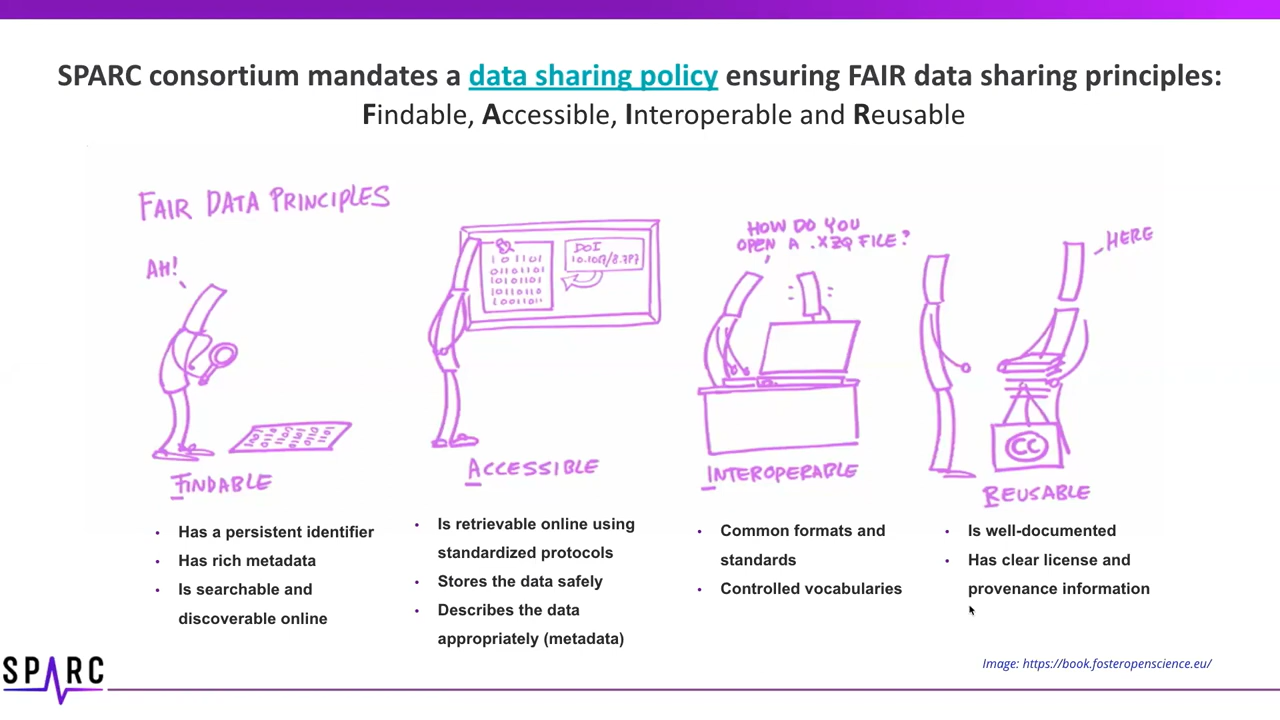 SPARC consortium mandates a data sharing policy ensuring FAIR data sharing principles:
Findable, Accessible, Interoperable and Reusable
FAIR DATA PRINCIPLES
AH!
DOI
HOW DO YOU
OPEN A .XZQ FILE?
HERE
CC
FINDABLE
ACCESSIBLE
INTEROPERABLE
REUSABLE
• Has a persistent identifier
• Has rich metadata
• Is searchable and
discoverable online
• Is retrievable online using
standardized protocols
• Stores the data safely
• Describes the data
appropriately (metadata)
• Common formats and
standards
• Controlled vocabularies
• Is well-documented
• Has clear license and
provenance information
SPARC
Image: https://book.fosteropenscience.eu/